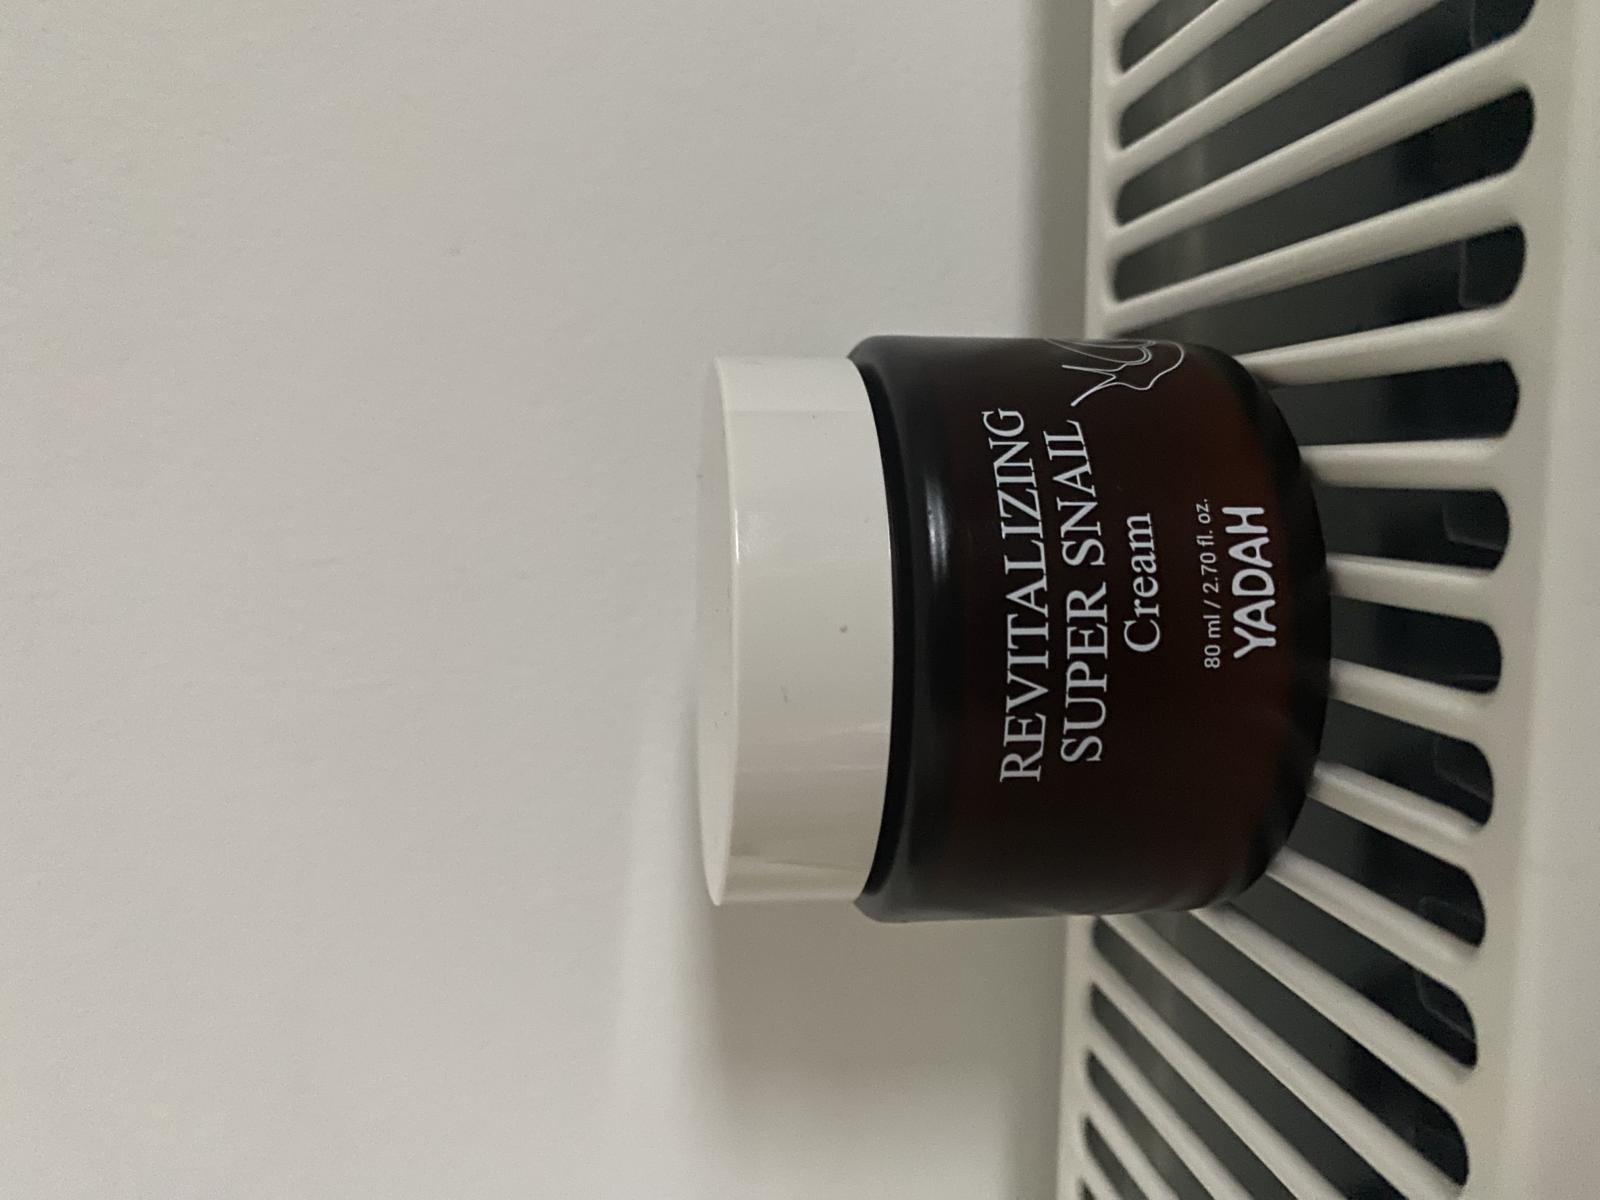 REVITALIZING
SUPER SNAIL
Cream
80 ml / 2.70 fl. oz.
YADAH